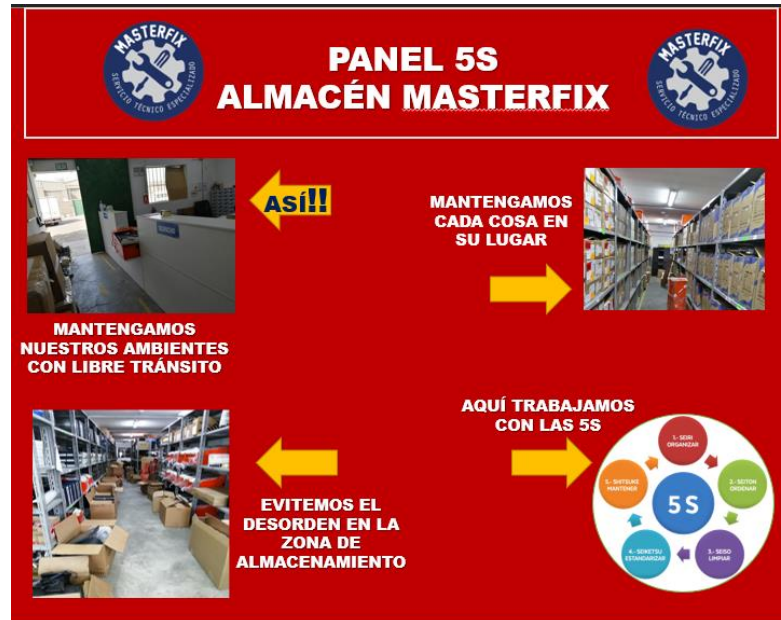 MASTERFIX
SERVICIO TÉCNICO ESPECIALIZADO
PANEL 5S
ALMACÉN MASTERFIX
MASTERFIX
SERVICIO TÉCNICO ESPECIALIZADO
ASÍ!!
MANTENGAMOS
CADA COSA EN
SU LUGAR
MANTENGAMOS
NUESTROS AMBIENTES
CON LIBRE TRÁNSITO
AQUÍ TRABAJAMOS
CON LAS 5S
EVITEMOS EL
DESORDEN EN LA
ZONA DE
ALMACENAMIENTO
1.- SEIRI
ORGANIZAR
2.- SEITON
ORDENAR
3.- SEISO
LIMPIAR
4.- SEIKETSU
ESTANDARIZAR
5.- SHITSUKE
MANTENER
5 S